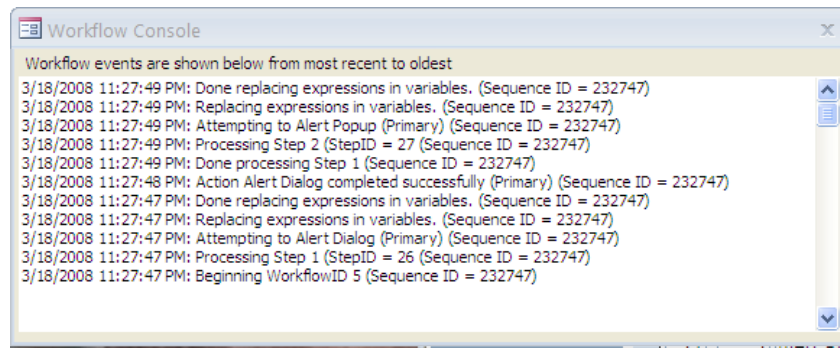 Workflow Console
Workflow events are shown below from most recent to oldest
3/18/2008 11:27:49 PM: Done replacing expressions in variables. (Sequence ID = 232747)
3/18/2008 11:27:49 PM: Replacing expressions in variables. (Sequence ID = 232747)
3/18/2008 11:27:49 PM: Attempting to Alert Popup (Primary) (Sequence ID = 232747)
3/18/2008 11:27:49 PM: Processing Step 2 (StepID = 27 (Sequence ID = 232747)
3/18/2008 11:27:49 PM: Done processing Step 1 (Sequence ID = 232747)
3/18/2008 11:27:48 PM: Action Alert Dialog completed successfully (Primary) (Sequence ID = 232747)
3/18/2008 11:27:47 PM: Done replacing expressions in variables. (Sequence ID = 232747)
3/18/2008 11:27:47 PM: Replacing expressions in variables. (Sequence ID = 232747)
3/18/2008 11:27:47 PM: Attempting to Alert Dialog (Primary) (Sequence ID = 232747)
3/18/2008 11:27:47 PM: Processing Step 1 (StepID = 26 (Sequence ID = 232747)
3/18/2008 11:27:47 PM: Beginning WorkflowID 5 (Sequence ID = 232747)